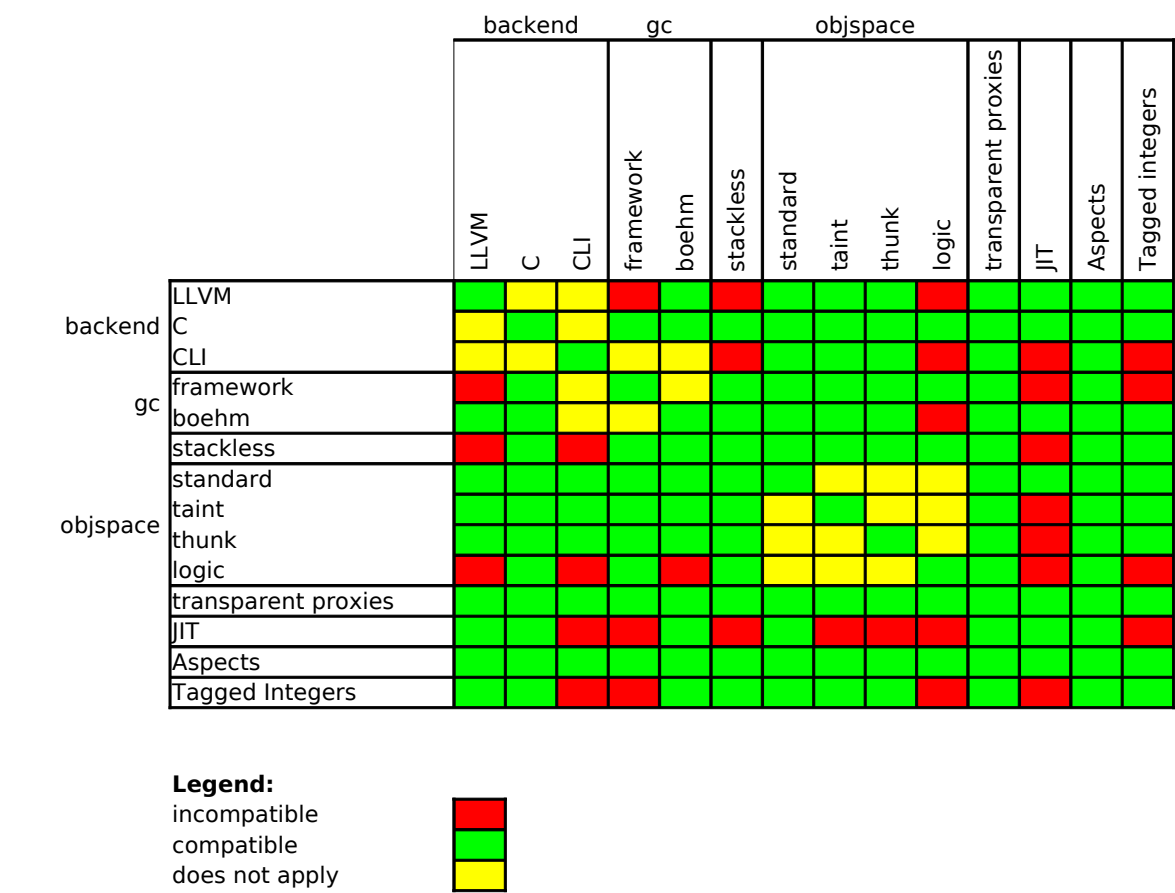 backend gc objspace
LLVM C CLI framework boehm stackless standard taint thunk logic transparent proxies JIT Aspects Tagged integers
LLVM
backend C
CLI
framework
gc
boehm
stackless
standard
taint
objspace
thunk
logic
transparent proxies
JIT
Aspects
Tagged Integers
Legend:
incompatible
compatible
does not apply